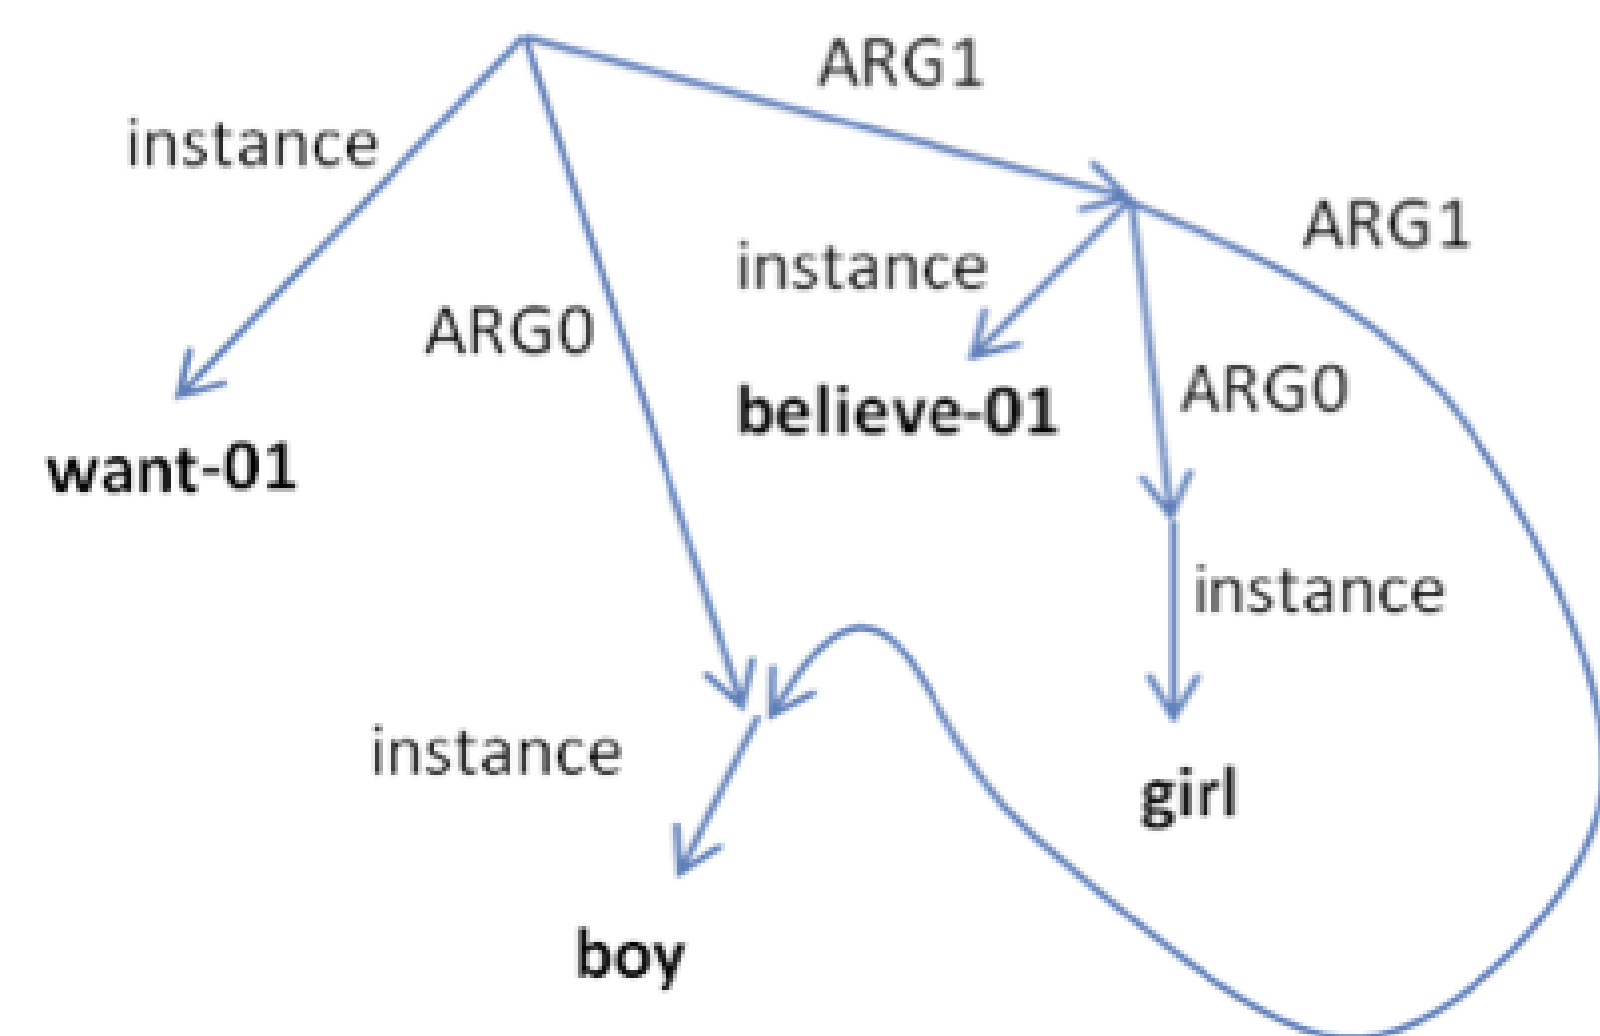 ARG1
instance
ARG1
instance
ARG0
ARG0
believe-01
want-01
instance
instance
girl
boy